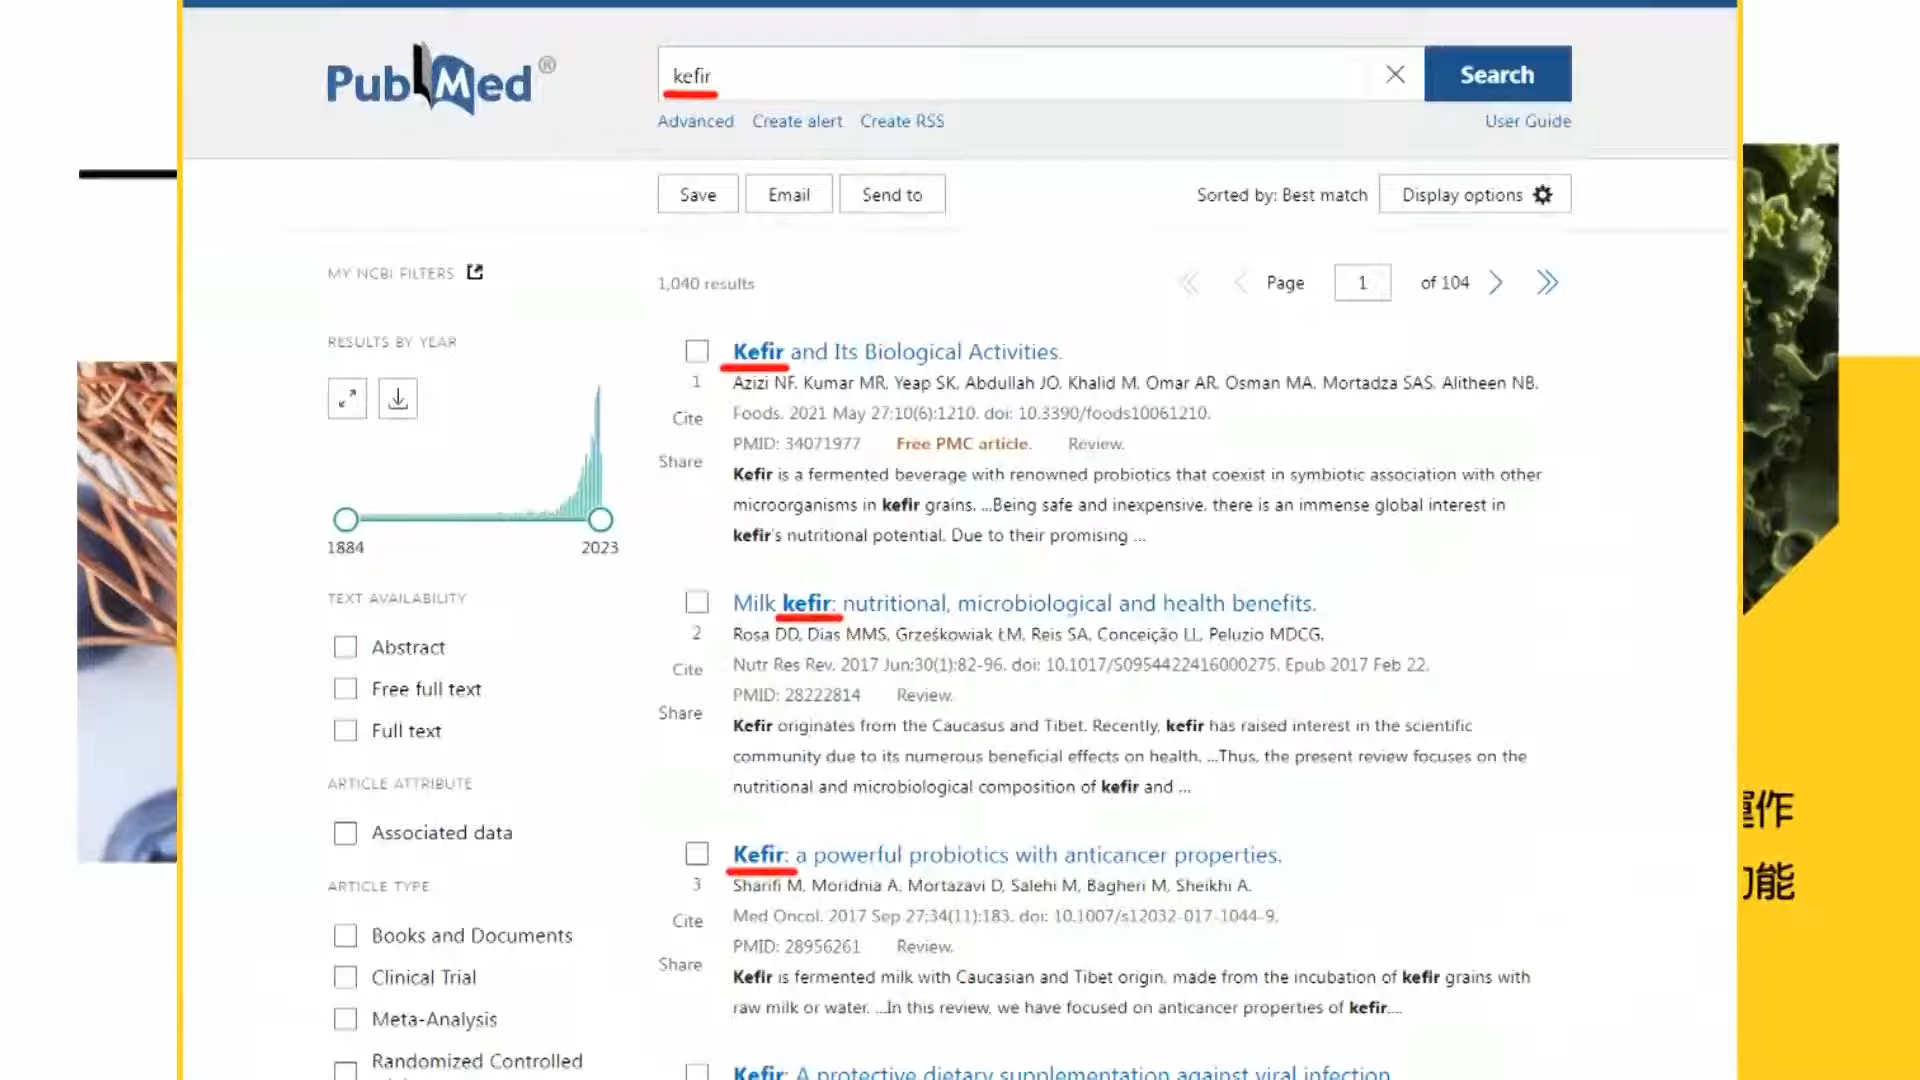 PubMed®
kefir
Search
Advanced Create alert Create RSS
User Guide
Save Email Send to
Sorted by: Best match Display options
MY NCBI FILTERS
1,040 results
Page 1 of 104
RESULTS BY YEAR
1884 2023
TEXT AVAILABILITY
Abstract
Free full text
Full text
ARTICLE ATTRIBUTE
Associated data
ARTICLE TYPE
Books and Documents
Clinical Trial
Meta-Analysis
Randomized Controlled
Kefir and Its Biological Activities.
1
Cite
Share
Azizi NF, Kumar MR, Yeap SK, Abdullah JO, Khalid M, Omar AR, Osman MA, Mortadza SAS, Alitheen NB.
Foods. 2021 May 27;10(6):1210. doi: 10.3390/foods10061210.
PMID: 34071977 Free PMC article. Review.
Kefir is a fermented beverage with renowned probiotics that coexist in symbiotic association with other
microorganisms in kefir grains. ...Being safe and inexpensive, there is an immense global interest in
kefir's nutritional potential. Due to their promising ...
Milk kefir: nutritional, microbiological and health benefits.
2
Cite
Share
Rosa DD, Dias MMS, Grześkowiak ŁM, Reis SA, Conceição LL, Peluzio MDCG.
Nutr Res Rev. 2017 Jun;30(1):82-96. doi: 10.1017/S0954422416000275. Epub 2017 Feb 22.
PMID: 28222814 Review.
Kefir originates from the Caucasus and Tibet. Recently, kefir has raised interest in the scientific
community due to its numerous beneficial effects on health. ...Thus, the present review focuses on the
nutritional and microbiological composition of kefir and ...
Kefir: a powerful probiotics with anticancer properties.
3
Cite
Share
Sharifi M, Moridnia A, Mortazavi D, Salehi M, Bagheri M, Sheikhi A.
Med Oncol. 2017 Sep 27;34(11):183. doi: 10.1007/s12032-017-1044-9.
PMID: 28956261 Review.
Kefir is fermented milk with Caucasian and Tibet origin, made from the incubation of kefir grains with
raw milk or water. ...In this review, we have focused on anticancer properties of kefir....
Kefir: A protective dietary supplementation against viral infection.
作
能